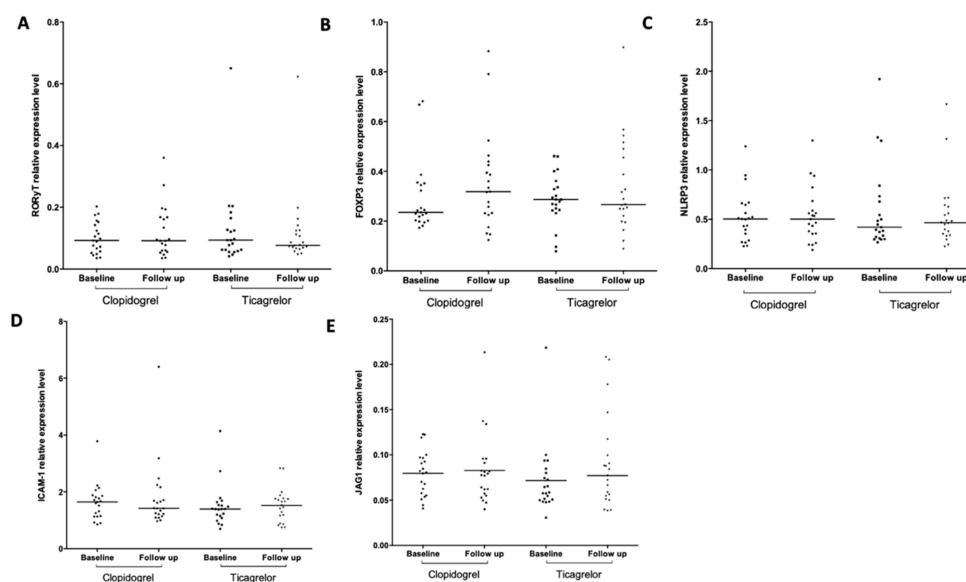 A
RORγT relative expression level
0.8
0.6
0.4
0.2
0.0
Baseline Follow up Baseline Follow up
Clopidogrel Ticagrelor
B
FOXP3 relative expression level
1.0
0.8
0.6
0.4
0.2
0.0
Baseline Follow up Baseline Follow up
Clopidogrel Ticagrelor
C
NLRP3 relative expression level
2.5
2.0
1.5
1.0
0.5
0.0
Baseline Follow up Baseline Follow up
Clopidogrel Ticagrelor
D
ICAM-1 relative expression level
8
6
4
2
0
Baseline Follow up Baseline Follow up
Clopidogrel Ticagrelor
E
JAG1 relative expression level
0.25
0.20
0.15
0.10
0.05
0.00
Baseline Follow up Baseline Follow up
Clopidogrel Ticagrelor